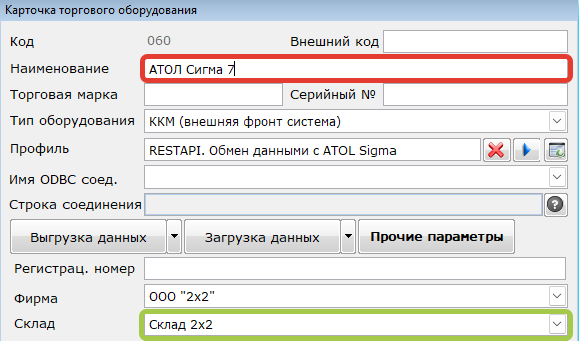 Карточка торгового оборудования
Код 060 Внешний код
Наименование АТОЛ Сигма 7
Торговая марка Серийный №
Тип оборудования ККМ (внешняя фронт система)
Профиль RESTAPI. Обмен данными с ATOL Sigma
Имя ODBC соед.
Строка соединения ?
Выгрузка данных Загрузка данных Прочие параметры
Регистрац. номер
Фирма ООО "2х2"
Склад Склад 2х2